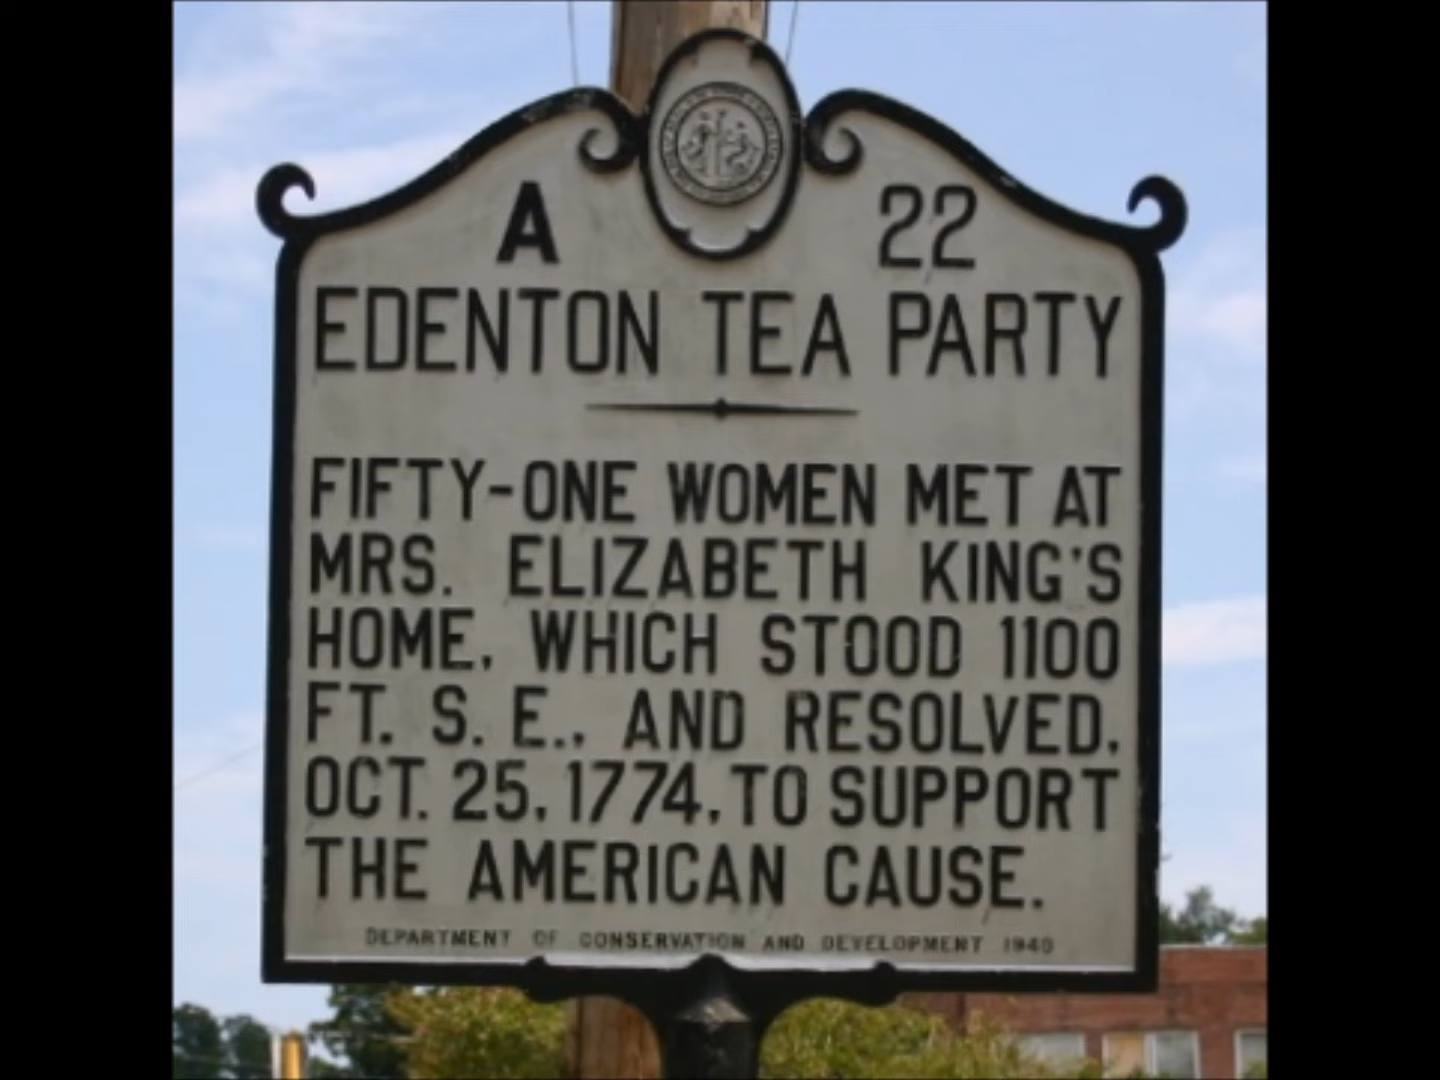 A 22
EDENTON TEA PARTY
FIFTY-ONE WOMEN MET AT
MRS. ELIZABETH KING'S
HOME, WHICH STOOD 1100
FT. S. E., AND RESOLVED,
OCT. 25, 1774, TO SUPPORT
THE AMERICAN CAUSE.
DEPARTMENT OF CONSERVATION AND DEVELOPMENT 1940